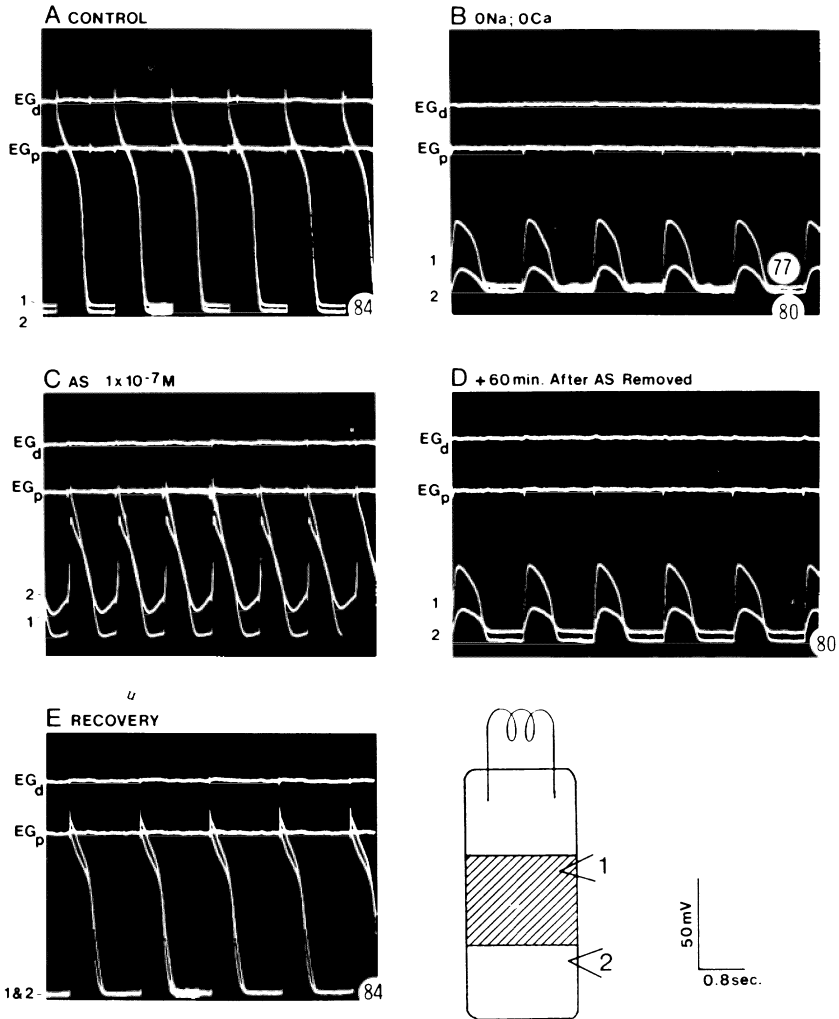 A CONTROL
EGd
EGp
1
2
84
B 0Na; 0Ca
EGd
EGp
1
2
77
80
C AS 1x10-7M
EGd
EGp
2
1
D +60min. After AS Removed
EGd
EGp
1
2
80
E RECOVERY
EGd
EGp
1&2
84
1
2
50mV
0.8sec.